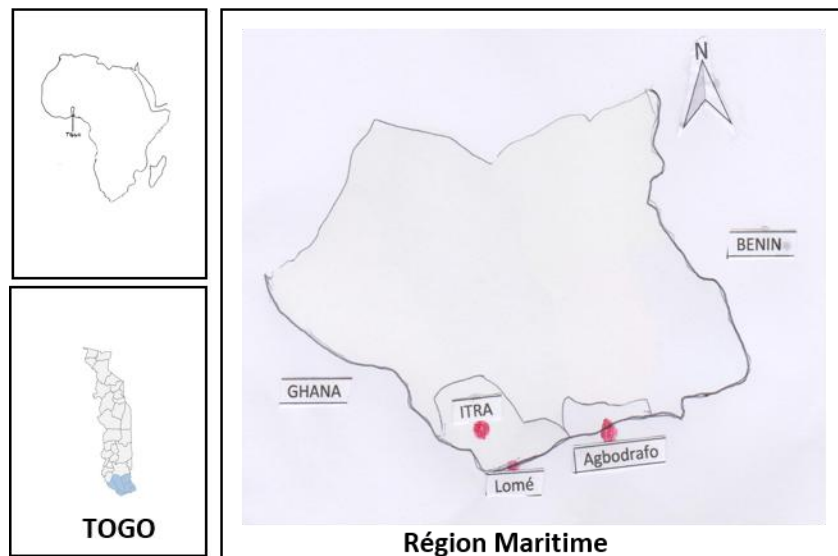 TOGO
TOGO
N
BENIN
GHANA
ITRA
Agbodrafo
Lomé
Région Maritime